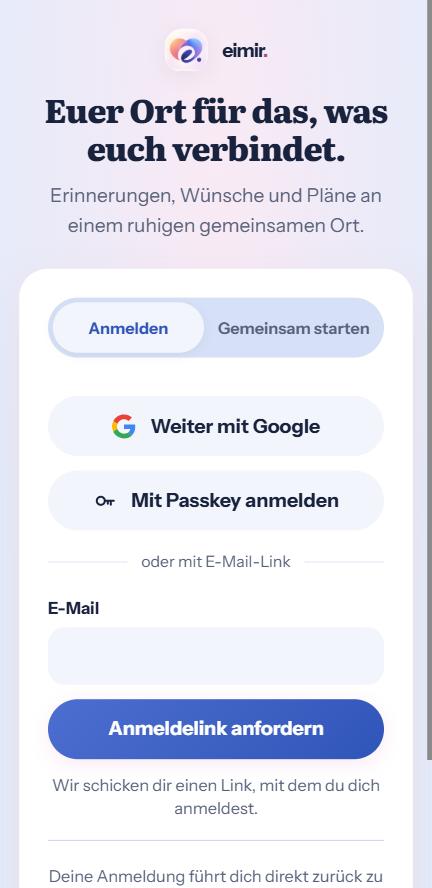 eimir.
Euer Ort für das, was
euch verbindet.
Erinnerungen, Wünsche und Pläne an
einem ruhigen gemeinsamen Ort.
Anmelden
Gemeinsam starten
Weiter mit Google
Mit Passkey anmelden
oder mit E-Mail-Link
E-Mail
Anmeldelink anfordern
Wir schicken dir einen Link, mit dem du dich
anmeldest.
Deine Anmeldung führt dich direkt zurück zu